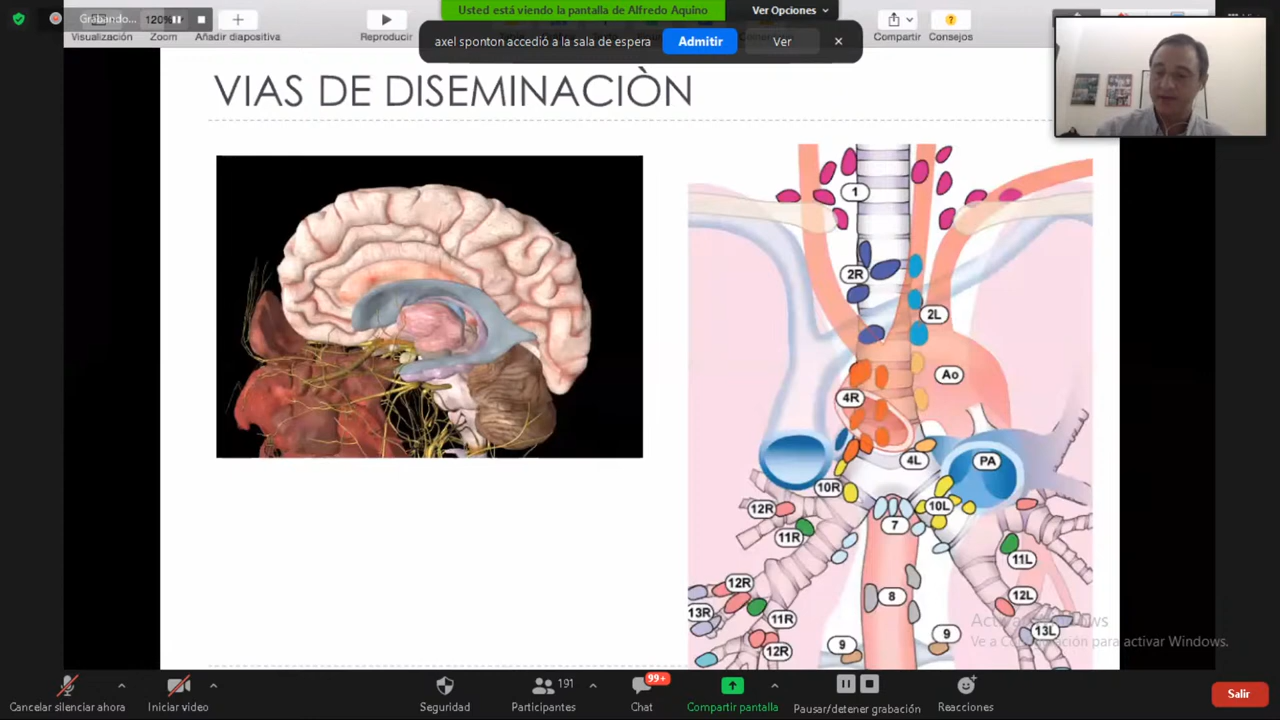 Usted está viendo la pantalla de Alfredo Aquino
Ver Opciones
Grabando...
120%
Visualización
Zoom
Añadir diapositiva
Reproducir
axel sponton accedió a la sala de espera
Admitir
Ver
Compartir
Consejos
VIAS DE DISEMINACIÒN
1
2R
2L
Ao
4R
4L
PA
10R
10L
12R
7
11R
11L
12R
8
12L
13R
11R
13L
9
9
12R
Ve a Configuración para activar Windows.
191
99+
Cancelar silenciar ahora
Iniciar video
Seguridad
Participantes
Chat
Compartir pantalla
Pausar/detener grabación
Reacciones
Salir